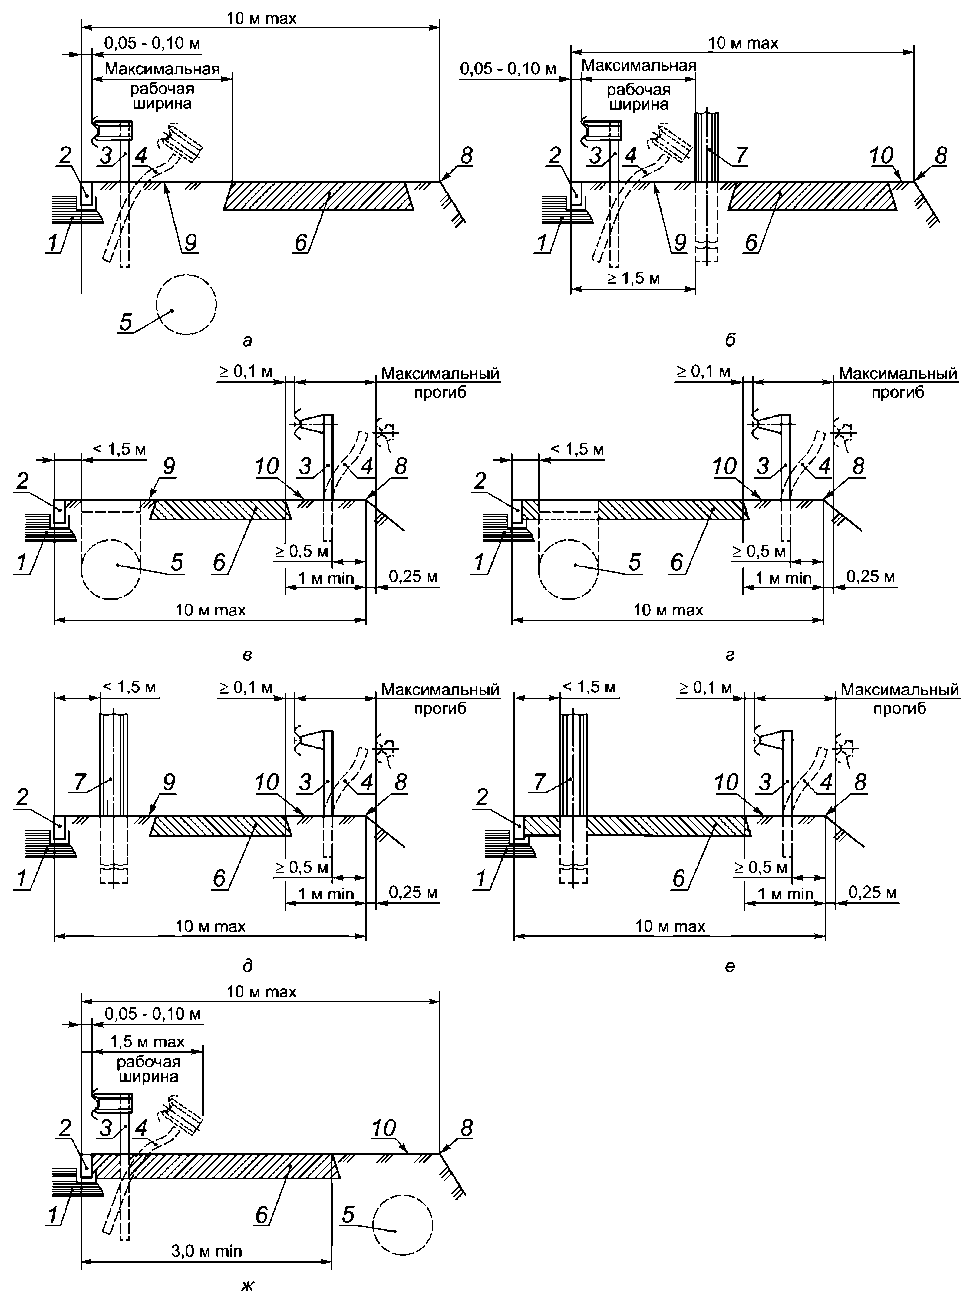 10 м max
0,05 - 0,10 м
Максимальная
рабочая
ширина
2
3
4
8
1
9
6
5
а
10 м max
0,05 - 0,10 м
Максимальная
рабочая
ширина
2
3
4
7
10
8
1
9
6
≥ 1,5 м
б
≥ 0,1 м
Максимальный
прогиб
< 1,5 м
9
10
3
4
8
2
1
5
6
≥ 0,5 м
1 м min
0,25 м
10 м max
в
≥ 0,1 м
Максимальный
прогиб
< 1,5 м
10
3
4
8
2
1
5
6
≥ 0,5 м
1 м min
0,25 м
10 м max
г
< 1,5 м
≥ 0,1 м
Максимальный
прогиб
7
9
10
3
4
8
2
1
6
≥ 0,5 м
1 м min
0,25 м
10 м max
д
< 1,5 м
≥ 0,1 м
Максимальный
прогиб
7
10
3
4
8
2
1
6
≥ 0,5 м
1 м min
0,25 м
10 м max
е
10 м max
0,05 - 0,10 м
1,5 м max
рабочая
ширина
2
3
4
10
8
1
6
5
3,0 м min
ж